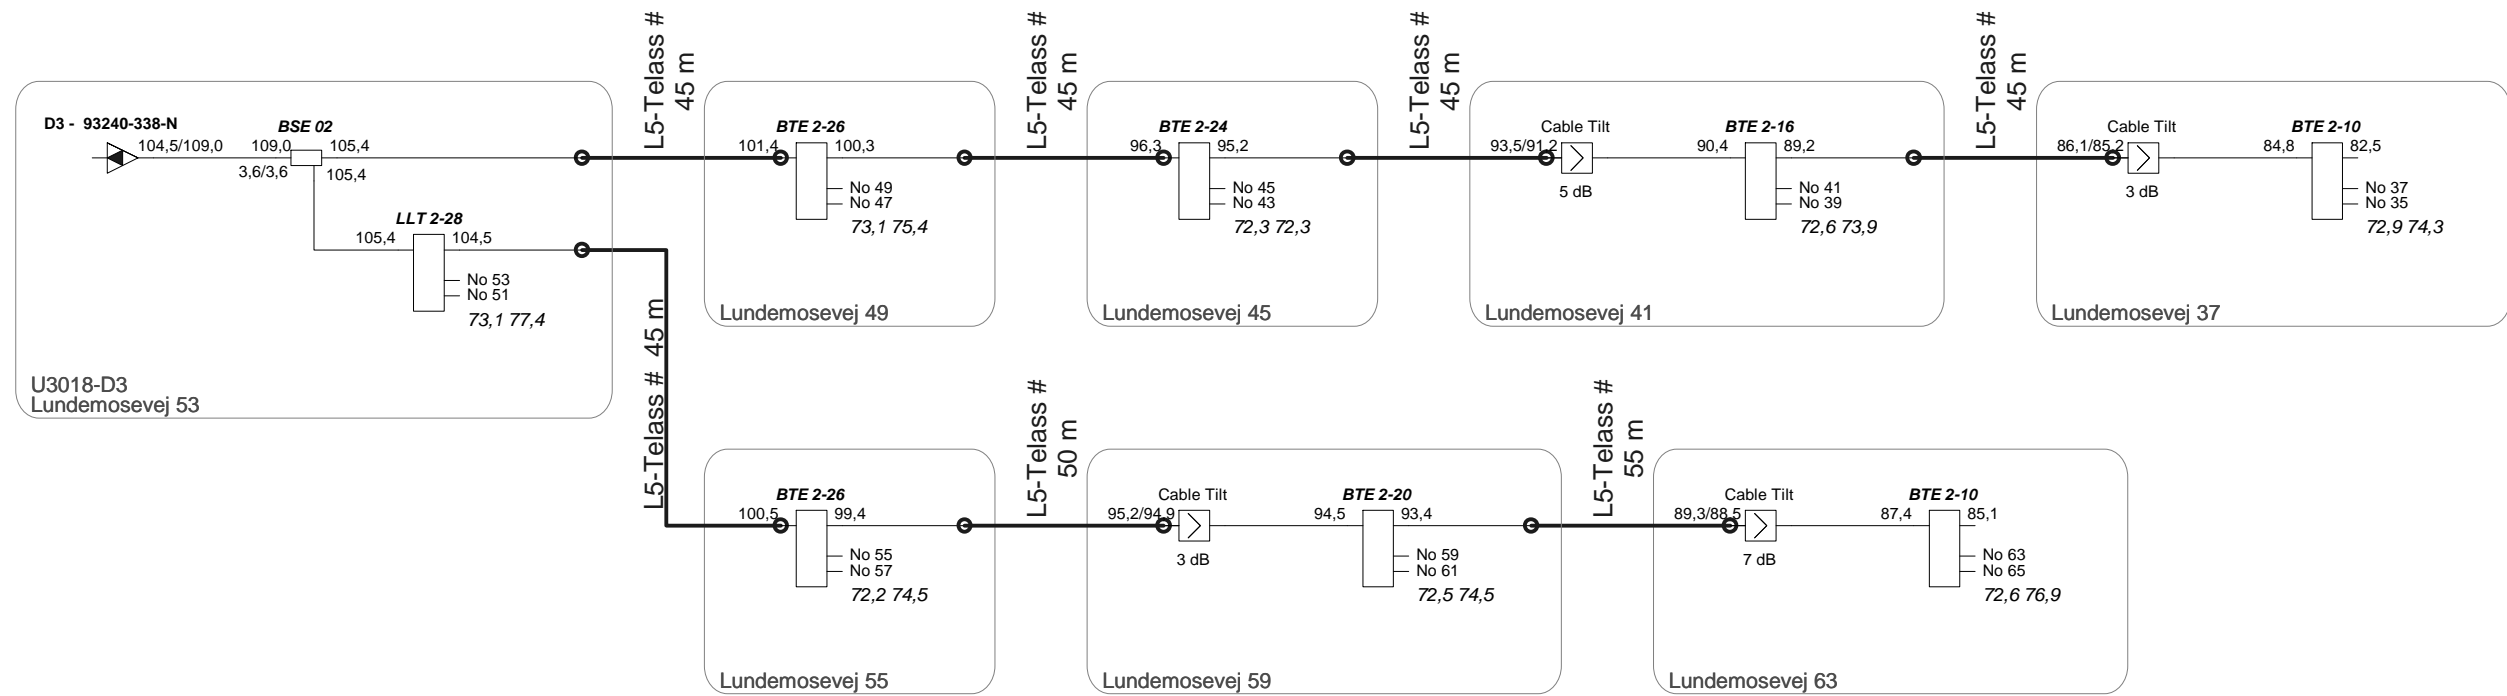 L5-Telass #
45 m
L5-Telass #
45 m
L5-Telass #
45 m
L5-Telass #
45 m
D3 - 93240-338-N
104,5/109,0
BSE 02
109,0
105,4
3,6/3,6
105,4
LLT 2-28
105,4
104,5
No 53
No 51
73,1 77,4
U3018-D3
Lundemosevej 53
BTE 2-26
101,4
100,3
No 49
No 47
73,1 75,4
Lundemosevej 49
BTE 2-24
96,3
95,2
No 45
No 43
72,3 72,3
Lundemosevej 45
Cable Tilt
93,5/91,2
5 dB
BTE 2-16
90,4
89,2
No 41
No 39
72,6 73,9
Lundemosevej 41
Cable Tilt
86,1/85,2
3 dB
BTE 2-10
84,8
82,5
No 37
No 35
72,9 74,3
Lundemosevej 37
L5-Telass # 45 m
BTE 2-26
100,5
99,4
No 55
No 57
72,2 74,5
Lundemosevej 55
L5-Telass #
50 m
Cable Tilt
95,2/94,9
3 dB
BTE 2-20
94,5
93,4
No 59
No 61
72,5 74,5
Lundemosevej 59
L5-Telass #
55 m
Cable Tilt
89,3/88,5
7 dB
BTE 2-10
87,4
85,1
No 63
No 65
72,6 76,9
Lundemosevej 63